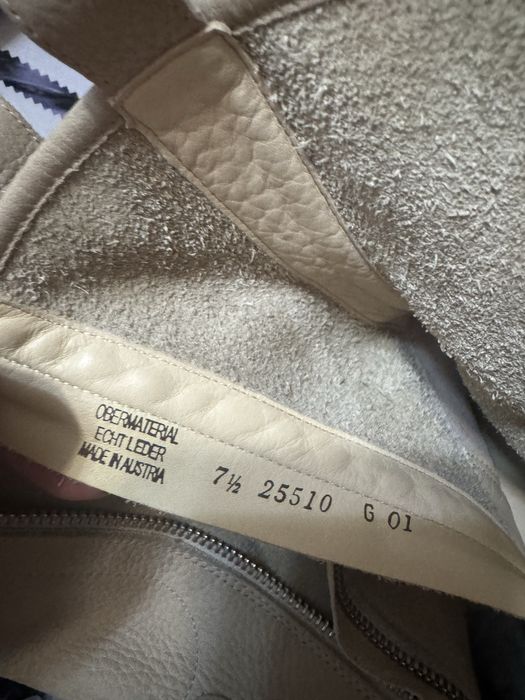 OBERMATERIAL
ECHT LEDER
MADE IN AUSTRIA
7½ 25510 G 01